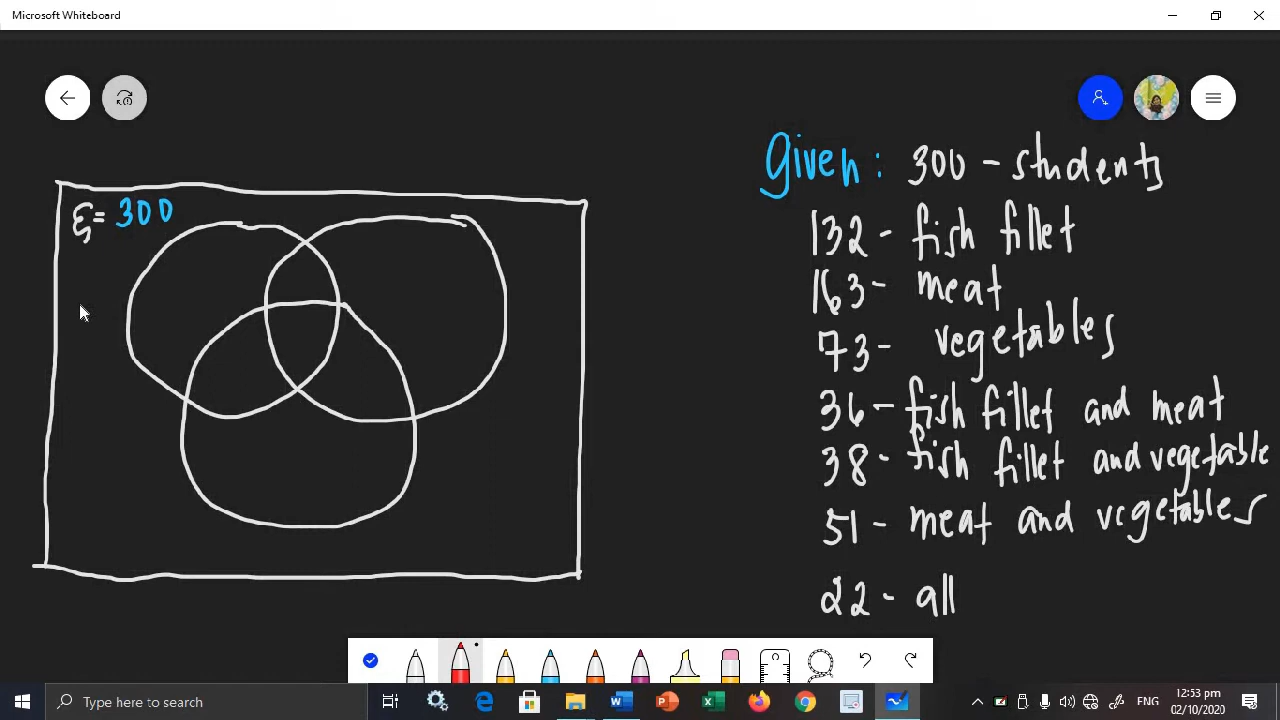 Microsoft Whiteboard
ξ = 300
Given: 300 - students
132 - fish fillet
163 - meat
73 - vegetables
36 - fish fillet and meat
38 - fish fillet and vegetable
51 - meat and vegetables
22 - all
Type here to search
ENG
12:33 pm
02/10/2020